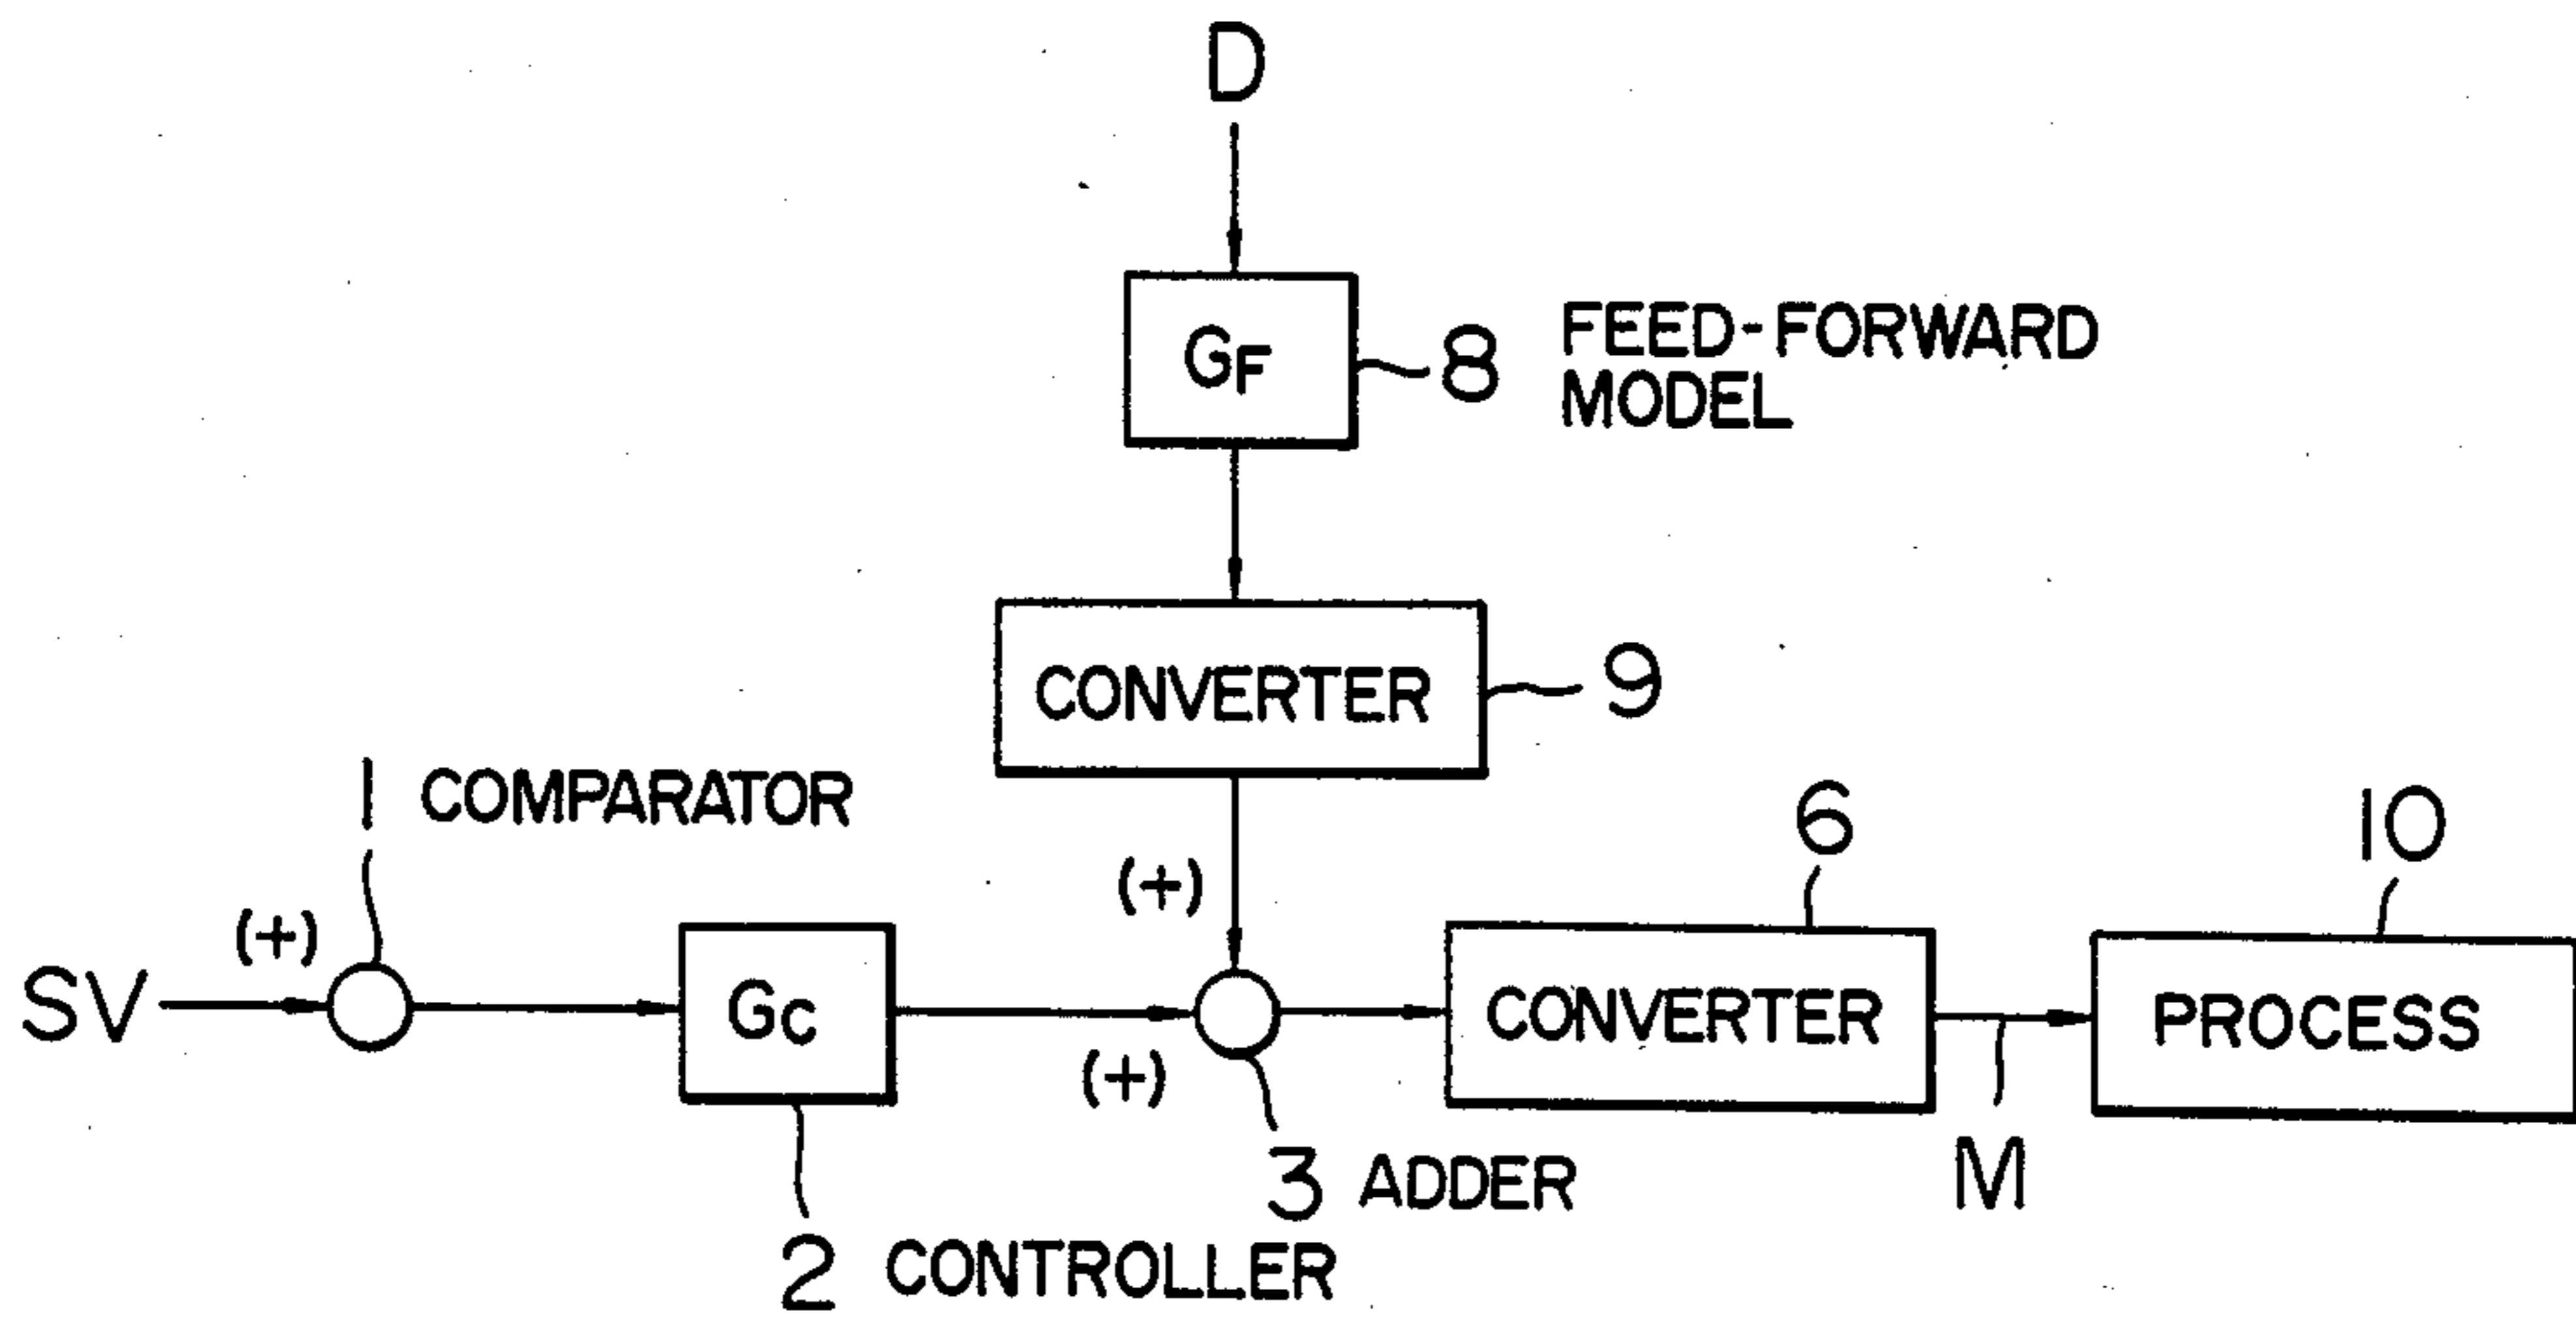 D
GF
8 FEED-FORWARD
MODEL
CONVERTER
9
1 COMPARATOR
6
10
(+)
(+)
SV
GC
CONVERTER
PROCESS
(+)
3 ADDER
M
2 CONTROLLER